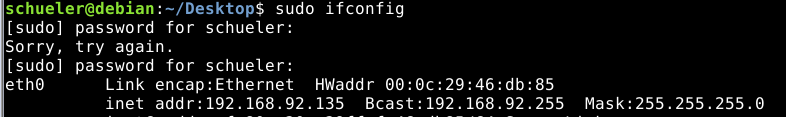 schueler@debian:~/Desktop$ sudo ifconfig
[sudo] password for schueler:
Sorry, try again.
[sudo] password for schueler:
eth0      Link encap:Ethernet  HWaddr 00:0c:29:46:db:85
          inet addr:192.168.92.135  Bcast:192.168.92.255  Mask:255.255.255.0